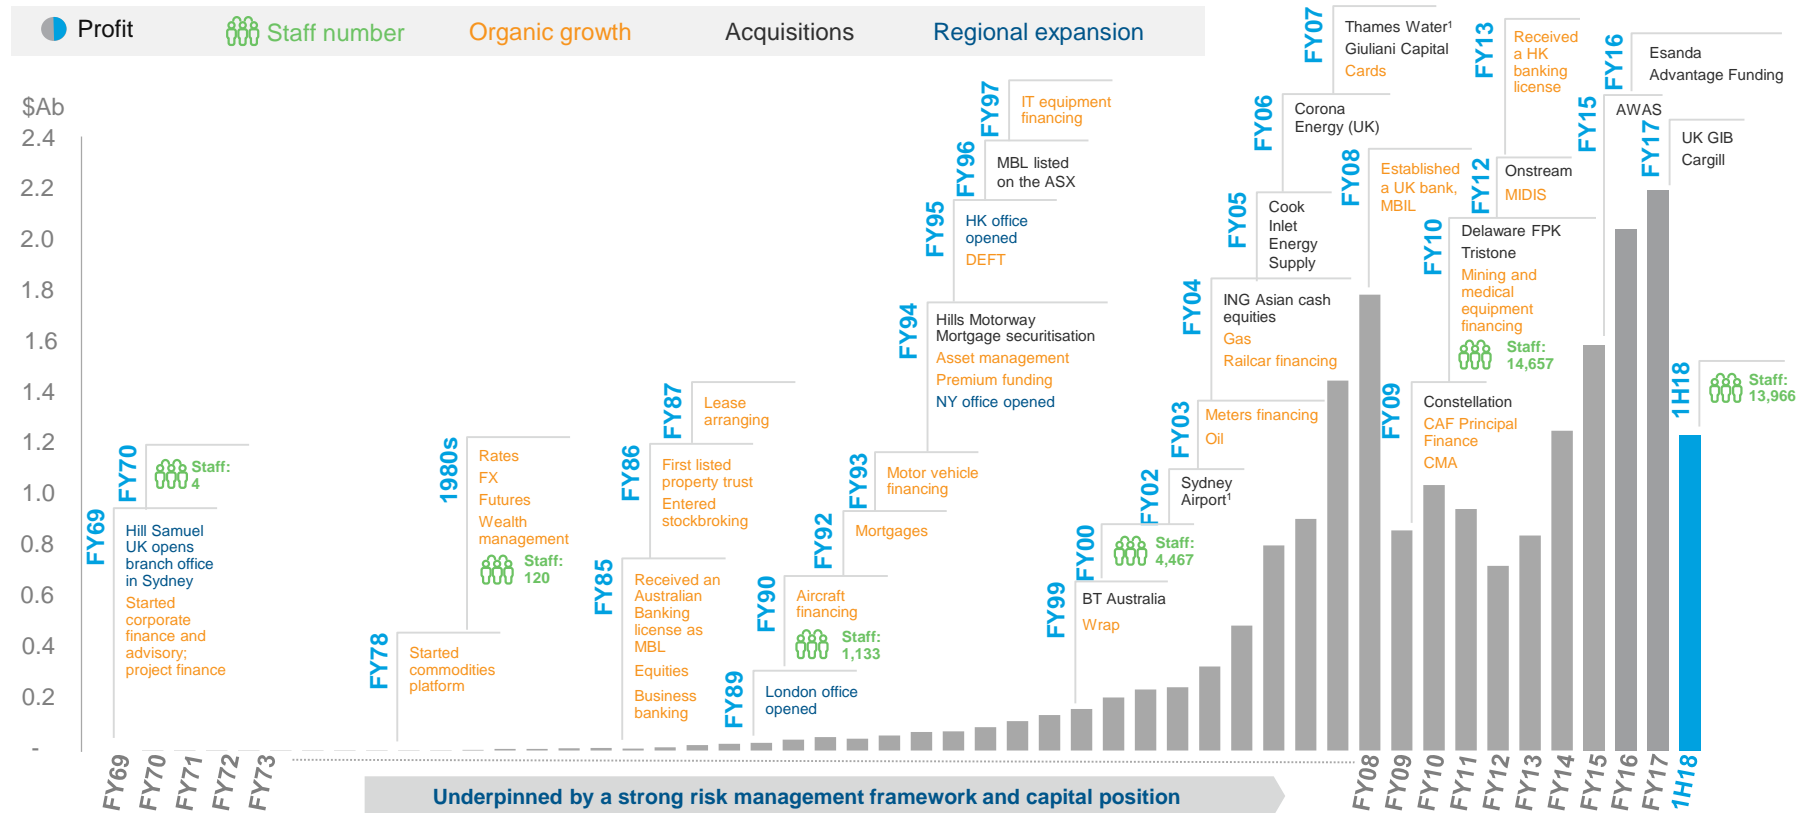 Profit
Staff number
Organic growth
Acquisitions
Regional expansion
$Ab
2.4
2.2
2.0
1.8
1.6
1.4
1.2
1.0
0.8
0.6
0.4
0.2
-
FY69
Hill Samuel
UK opens
branch office
in Sydney
Started
corporate
finance and
advisory;
project finance
FY70
Staff:
4
FY78
Started
commodities
platform
1980s
Rates
FX
Futures
Wealth
management
Staff:
120
FY85
Received an
Australian
Banking
license as
MBL
Equities
Business
banking
FY86
First listed
property trust
Entered
stockbroking
FY87
Lease
arranging
FY89
London office
opened
FY90
Aircraft
financing
Staff:
1,133
FY92
Mortgages
FY93
Motor vehicle
financing
FY94
Hills Motorway
Mortgage securitisation
Asset management
Premium funding
NY office opened
FY95
HK office
opened
DEFT
FY96
MBL listed
on the ASX
FY97
IT equipment
financing
FY99
BT Australia
Wrap
FY00
Staff:
4,467
FY02
Sydney
Airport¹
FY03
Meters financing
Oil
FY04
ING Asian cash
equities
Gas
Railcar financing
FY05
Cook
Inlet
Energy
Supply
FY06
Corona
Energy (UK)
FY07
Thames Water¹
Giuliani Capital
Cards
FY08
Established
a UK bank,
MBIL
FY09
Constellation
CAF Principal
Finance
CMA
FY10
Delaware FPK
Tristone
Mining and
medical
equipment
financing
Staff:
14,657
FY12
Onstream
MIDIS
FY13
Received
a HK
banking
license
FY15
AWAS
FY16
Esanda
Advantage Funding
FY17
UK GIB
Cargill
1H18
Staff:
13,966
FY69
FY70
FY71
FY72
FY73
FY08
FY09
FY10
FY11
FY12
FY13
FY14
FY15
FY16
FY17
1H18
Underpinned by a strong risk management framework and capital position